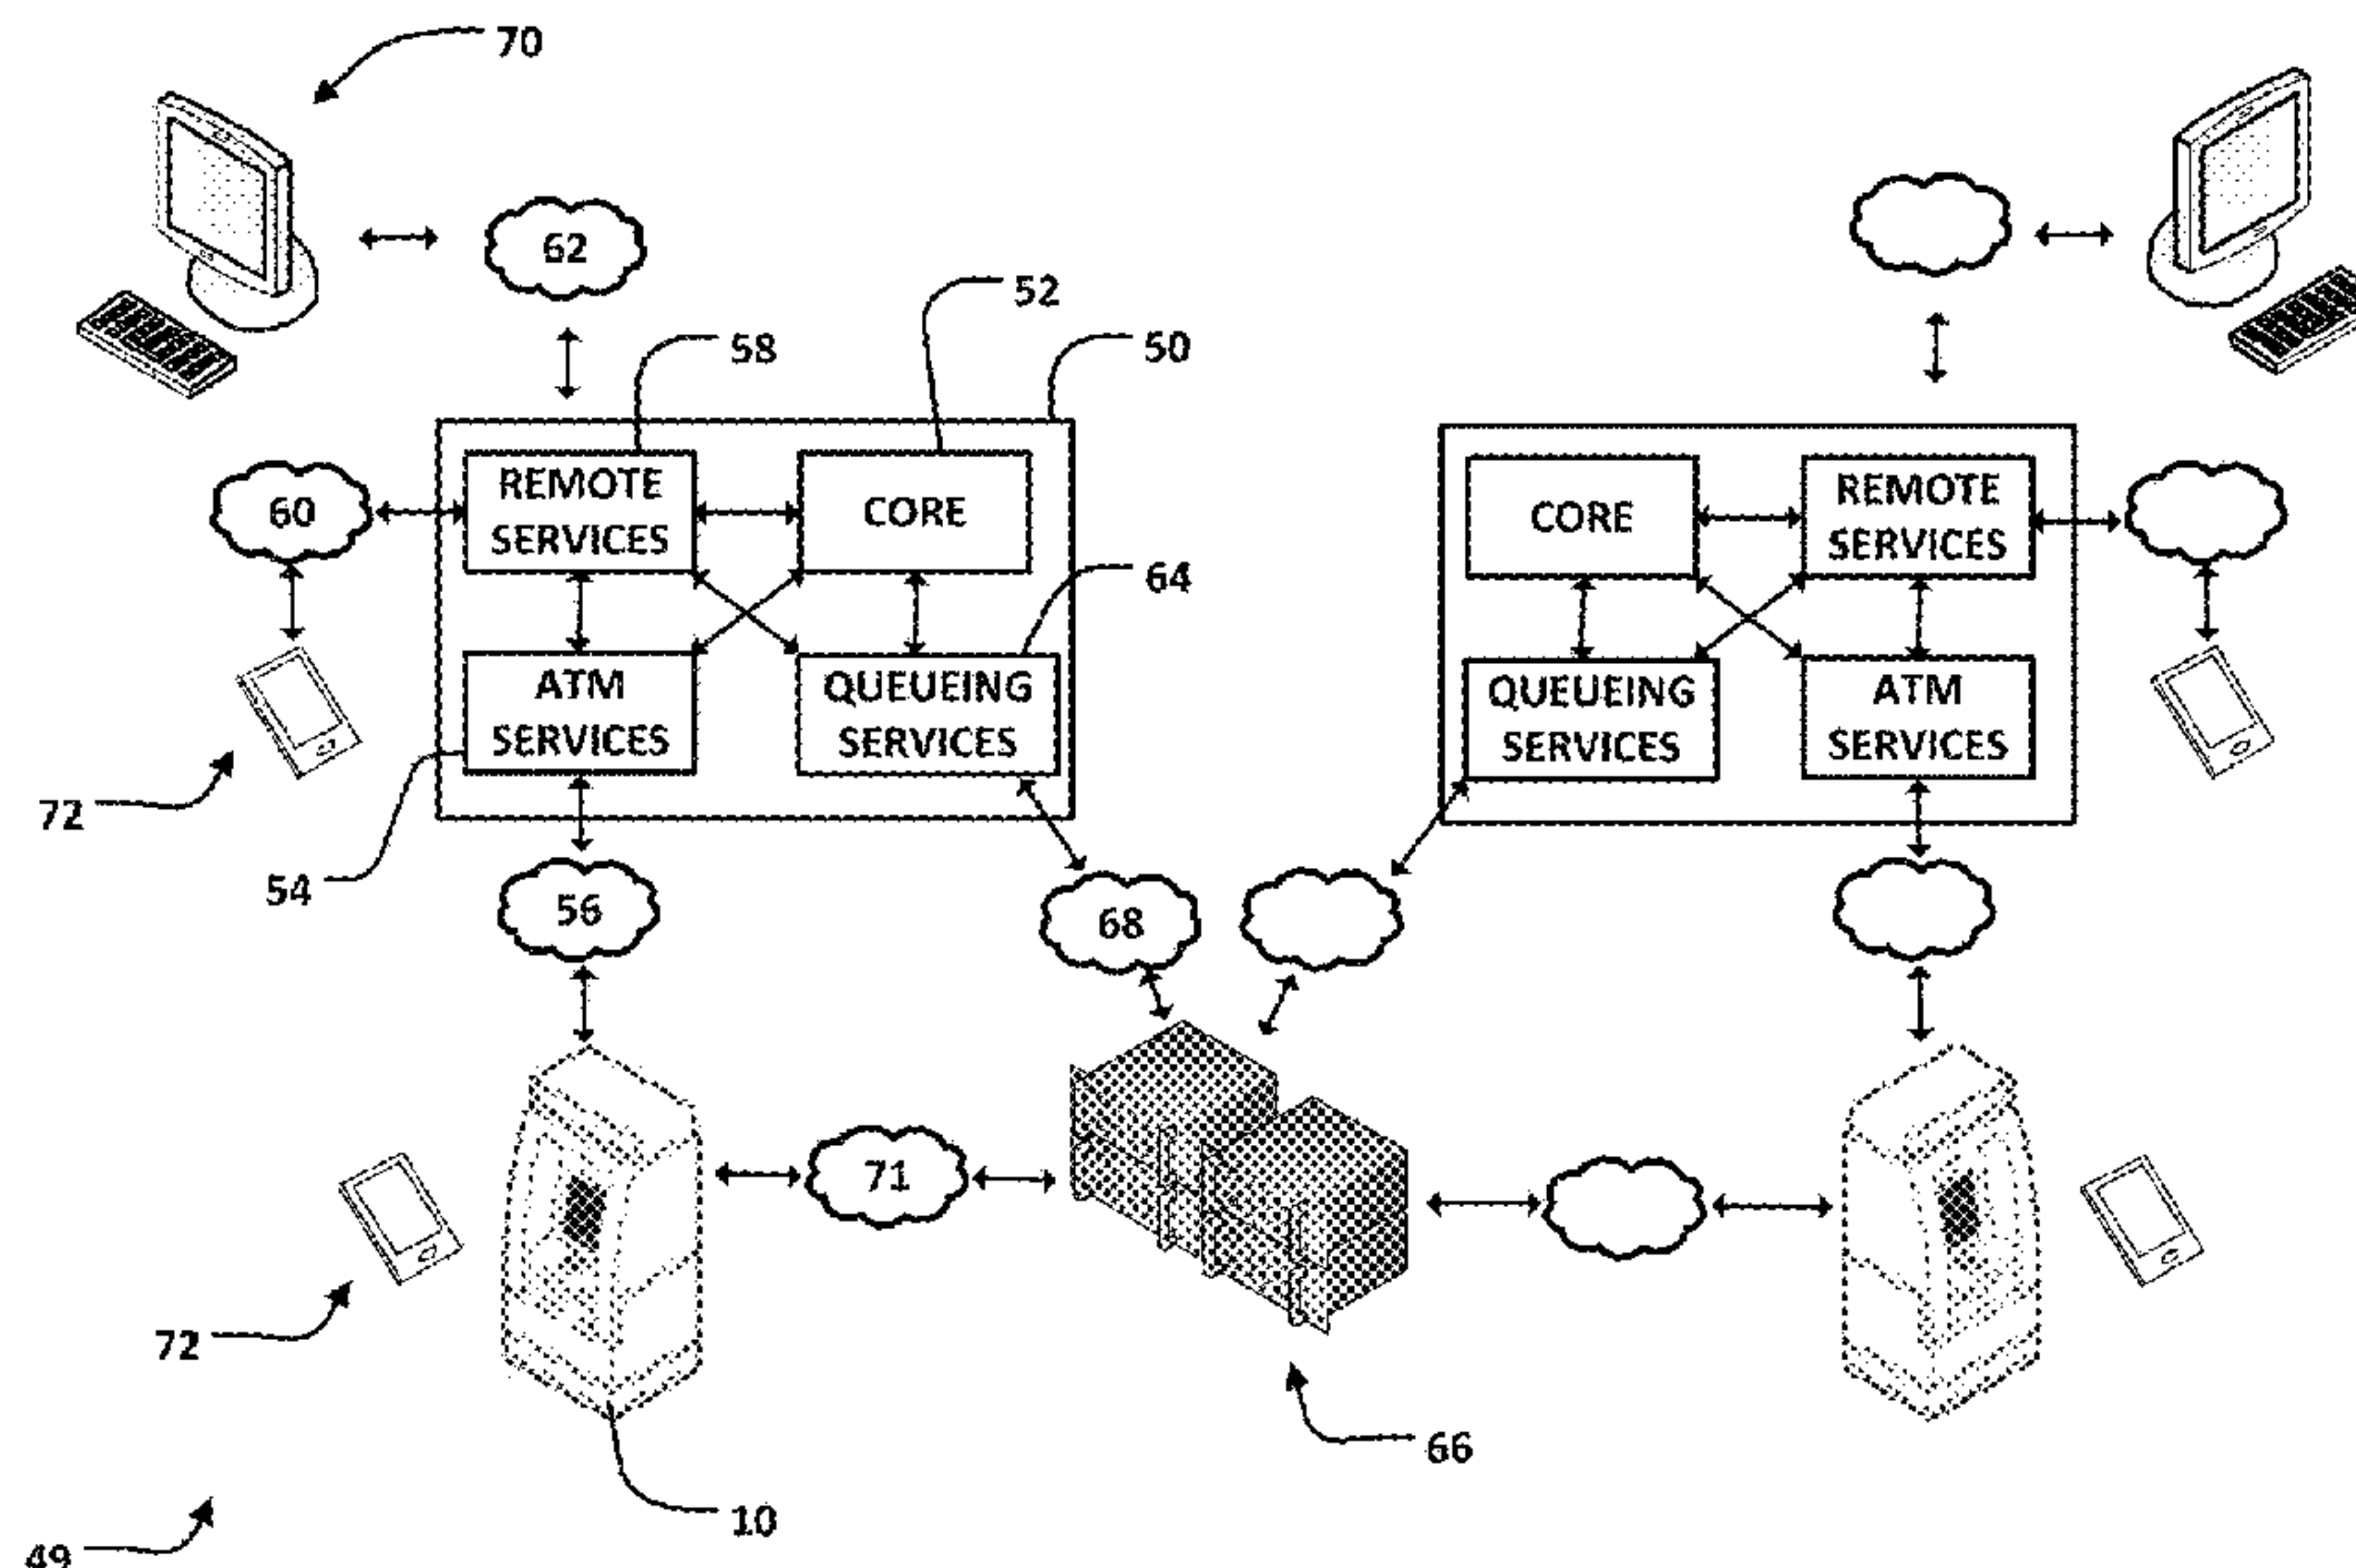 70
62
52
58
50
REMOTE
SERVICES
CORE
CORE
REMOTE
SERVICES
60
64
ATM
SERVICES
QUEUEING
SERVICES
QUEUEING
SERVICES
ATM
SERVICES
72
54
56
68
71
72
66
10
49